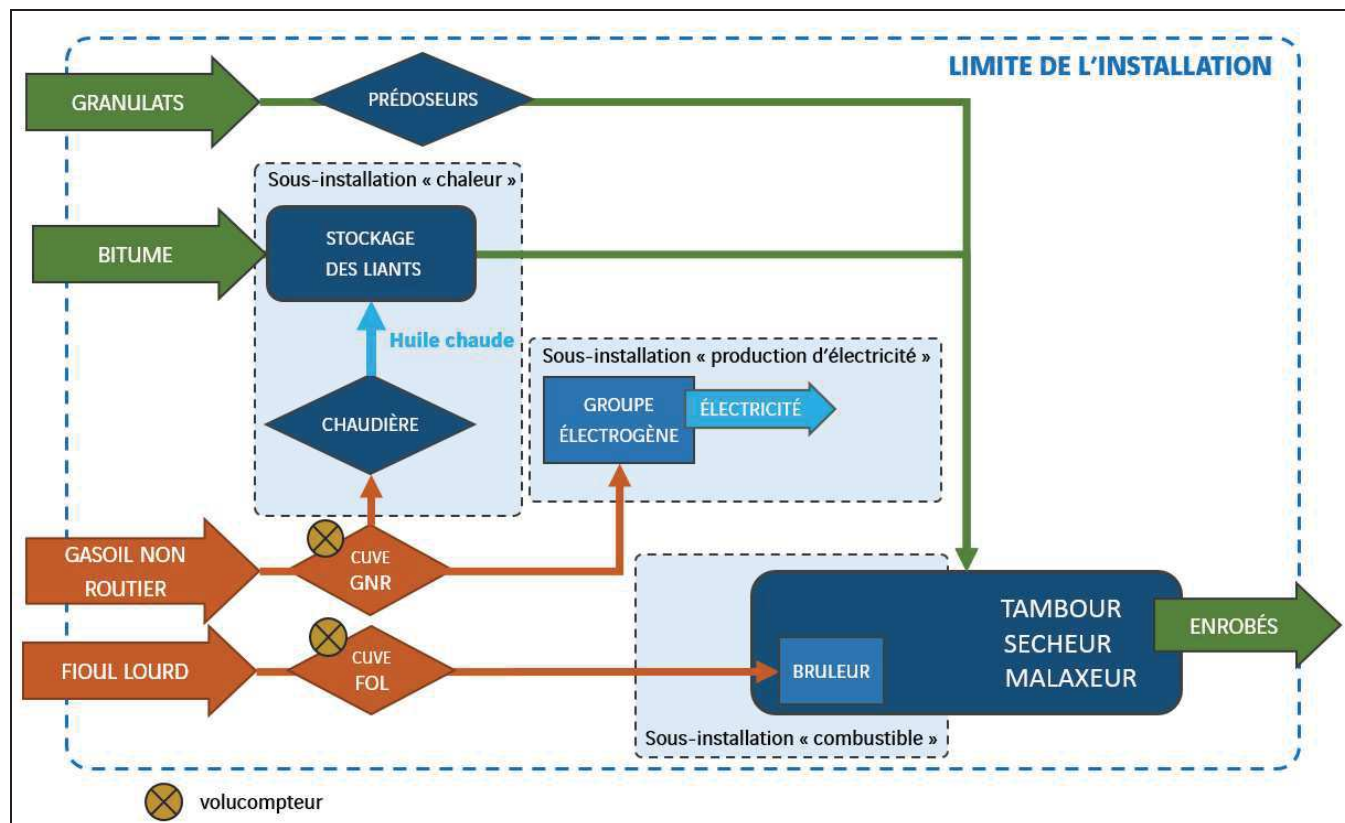 LIMITE DE L’INSTALLATION
GRANULATS
PRÉDOSEURS
Sous-installation « chaleur »
BITUME
STOCKAGE
DES LIANTS
Huile chaude
CHAUDIÈRE
Sous-installation « production d’électricité »
GROUPE
ÉLECTROGÈNE
ÉLECTRICITÉ
GASOIL NON
ROUTIER
CUVE
GNR
FIOUL LOURD
CUVE
FOL
BRULEUR
TAMBOUR
SECHEUR
MALAXEUR
ENROBÉS
Sous-installation « combustible »
volucompteur